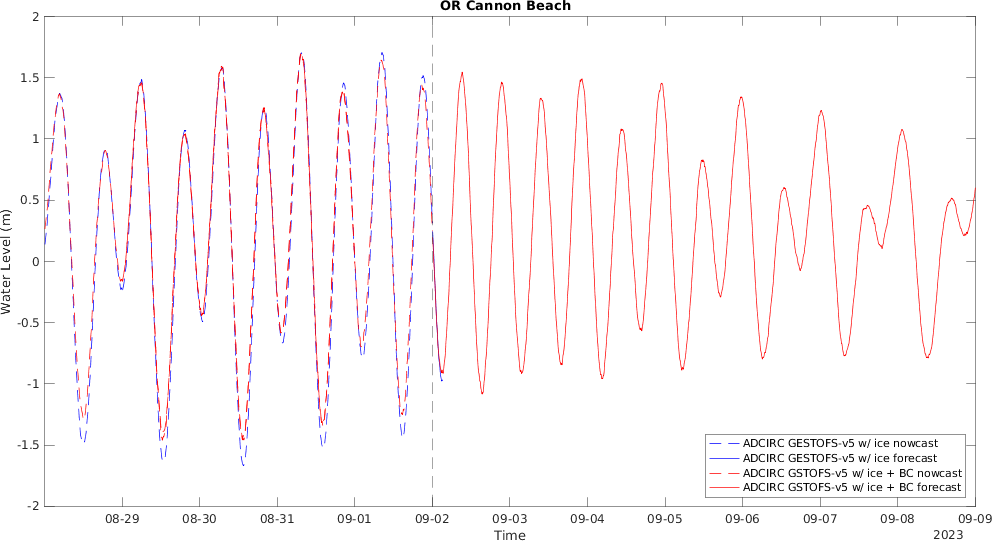 OR Cannon Beach
2
1.5
1
0.5
0
-0.5
-1
-1.5
-2
Water Level (m)
08-29 08-30 08-31 09-01 09-02 09-03 09-04 09-05 09-06 09-07 09-08 09-09
Time
2023
ADCIRC GESTOFS-v5 w/ ice nowcast
ADCIRC GESTOFS-v5 w/ ice forecast
ADCIRC GSTOFS-v5 w/ ice + BC nowcast
ADCIRC GSTOFS-v5 w/ ice + BC forecast